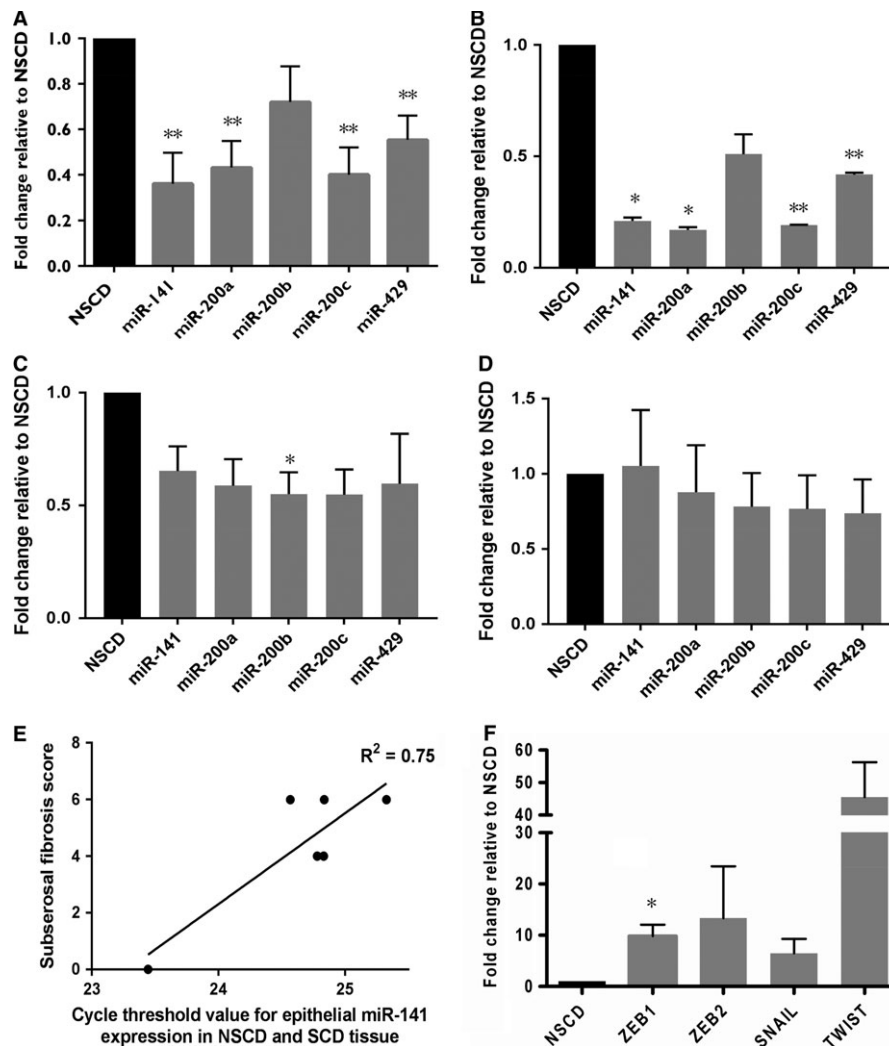 A
Fold change relative to NSCD
1.0
0.8
0.6
0.4
0.2
0.0
**
**
**
**
NSCD
miR-141
miR-200a
miR-200b
miR-200c
miR-429
B
Fold change relative to NSCD
1.0
0.5
0.0
*
*
**
**
NSCD
miR-141
miR-200a
miR-200b
miR-200c
miR-429
C
Fold change relative to NSCD
1.0
0.5
0.0
*
NSCD
miR-141
miR-200a
miR-200b
miR-200c
miR-429
D
Fold change relative to NSCD
1.5
1.0
0.75
0.5
0.0
NSCD
miR-141
miR-200a
miR-200b
miR-200c
miR-429
E
Subserosal fibrosis score
8
6
4
2
0
R2 = 0.75
23
24
25
Cycle threshold value for epithelial miR-141
expression in NSCD and SCD tissue
F
Fold change relative to NSCD
60
50
40
30
20
10
0
*
NSCD
ZEB1
ZEB2
SNAIL
TWIST